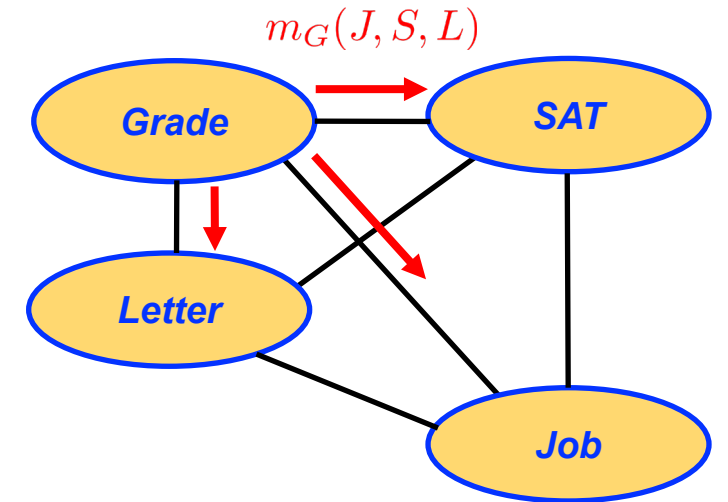 m_G(J, S, L)
Grade
SAT
Letter
Job